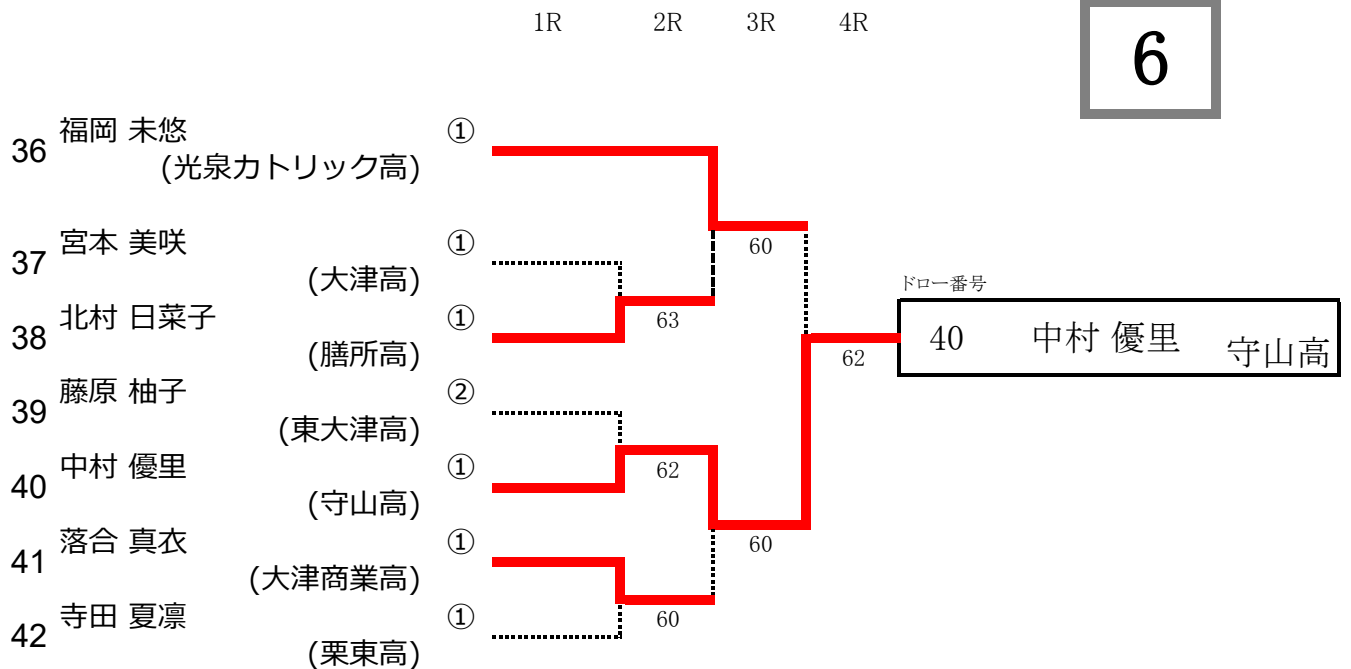 1R 2R 3R 4R
6
36 福岡 未悠 ①
(光泉カトリック高)
60
37 宮本 美咲 ①
(大津高)
ドロー番号
63
38 北村 日菜子 ①
(膳所高)
40 中村 優里 守山高
62
39 藤原 柚子 ②
(東大津高)
62
40 中村 優里 ①
(守山高)
60
41 落合 真衣 ①
(大津商業高)
60
42 寺田 夏凛 ①
(栗東高)